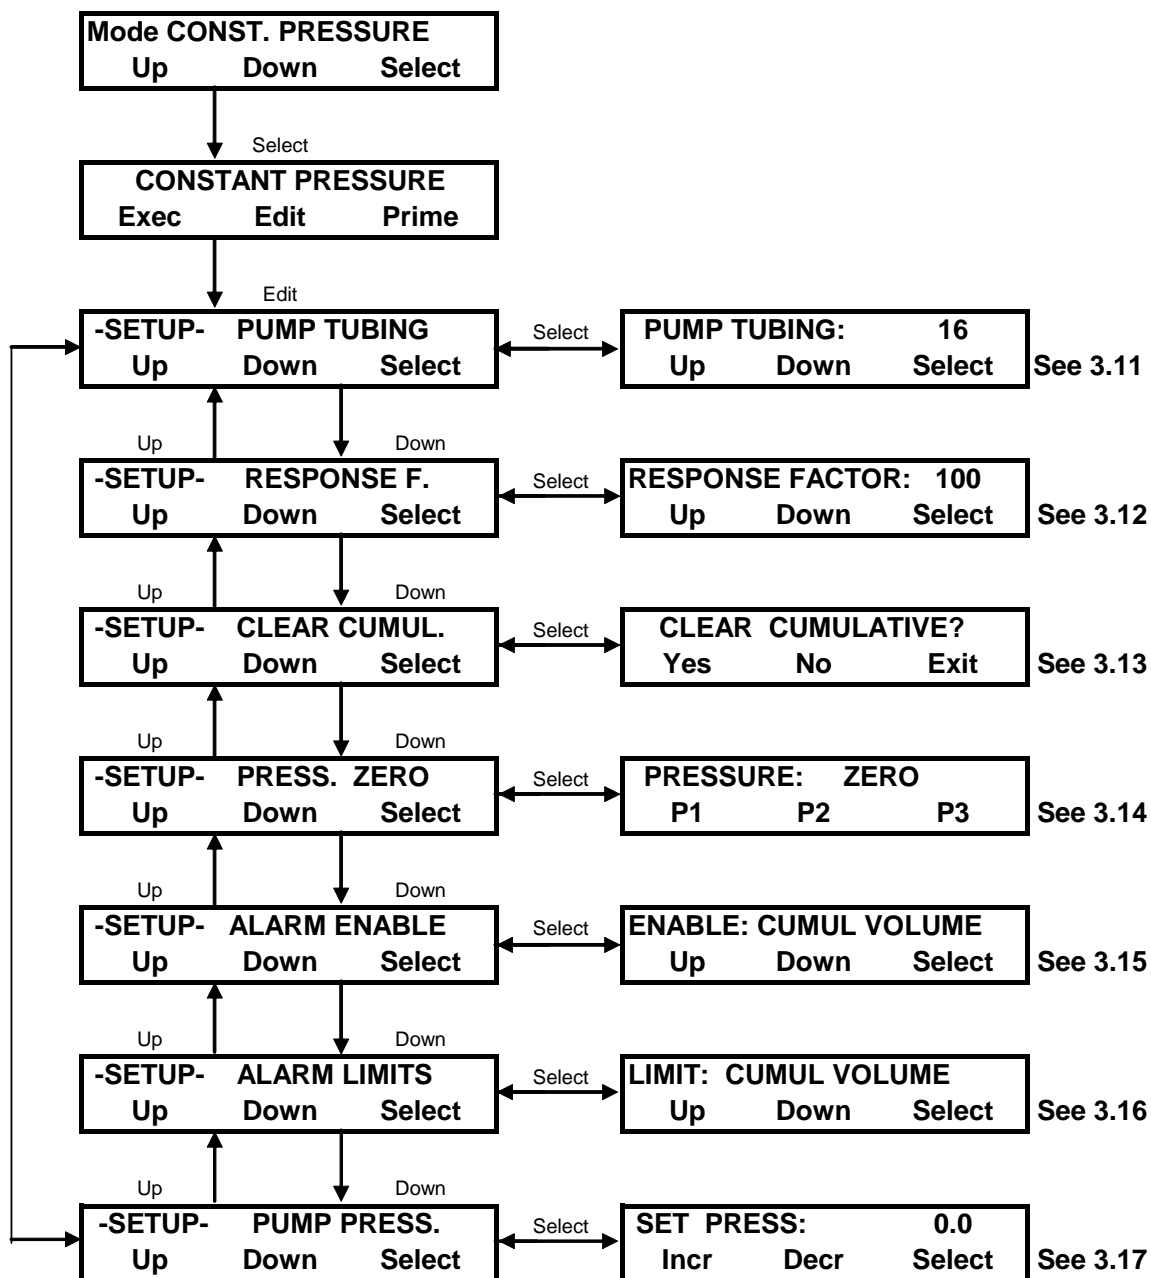 Mode CONST. PRESSURE
Up Down Select
Select
CONSTANT PRESSURE
Exec Edit Prime
Edit
-SETUP- PUMP TUBING
Up Down Select
Select
PUMP TUBING: 16
Up Down Select
See 3.11
Up Down
-SETUP- RESPONSE F.
Up Down Select
Select
RESPONSE FACTOR: 100
Up Down Select
See 3.12
Up Down
-SETUP- CLEAR CUMUL.
Up Down Select
Select
CLEAR CUMULATIVE?
Yes No Exit
See 3.13
Up Down
-SETUP- PRESS. ZERO
Up Down Select
Select
PRESSURE: ZERO
P1 P2 P3
See 3.14
Up Down
-SETUP- ALARM ENABLE
Up Down Select
Select
ENABLE: CUMUL VOLUME
Up Down Select
See 3.15
Up Down
-SETUP- ALARM LIMITS
Up Down Select
Select
LIMIT: CUMUL VOLUME
Up Down Select
See 3.16
Up Down
-SETUP- PUMP PRESS.
Up Down Select
Select
SET PRESS: 0.0
Incr Decr Select
See 3.17